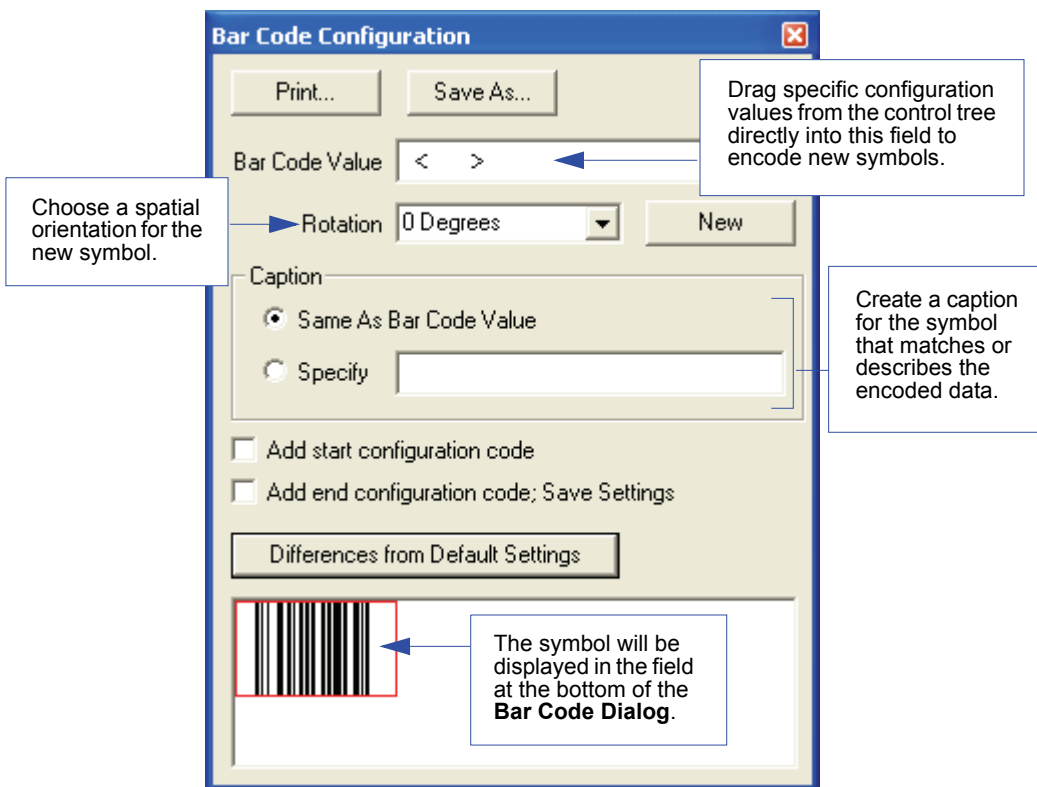 Bar Code Configuration
Print...
Save As...
Drag specific configuration
values from the control tree
directly into this field to
encode new symbols.
Bar Code Value
< >
Choose a spatial
orientation for the
new symbol.
Rotation
0 Degrees
New
Caption
Same As Bar Code Value
Specify
Create a caption
for the symbol
that matches or
describes the
encoded data.
Add start configuration code
Add end configuration code; Save Settings
Differences from Default Settings
The symbol will be
displayed in the field
at the bottom of the
Bar Code Dialog.